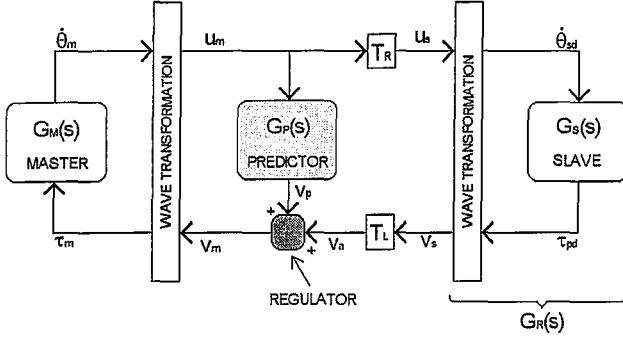 θ̇m
um
TR
us
θ̇sd
GM(s)
MASTER
WAVE TRANSFORMATION
GP(s)
PREDICTOR
WAVE TRANSFORMATION
GS(s)
SLAVE
Vp
+
τm
Vm
+
Va
TL
Vs
τpd
REGULATOR
GR(s)